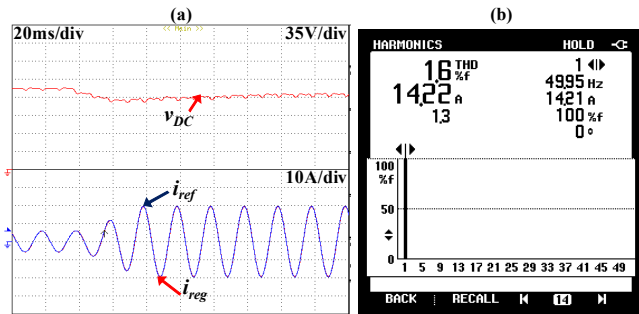 (a)
20ms/div
<< Main >>
35V/div
vDC
10A/div
iref
ireg
(b)
HARMONICS HOLD
1.6 THD %f 1
49.95 Hz
14.22 A 14.21 A
1.3 100 %f
0 °
100
%f
50
0
1 5 9 13 17 21 25 29 33 37 41 45 49
BACK RECALL 14